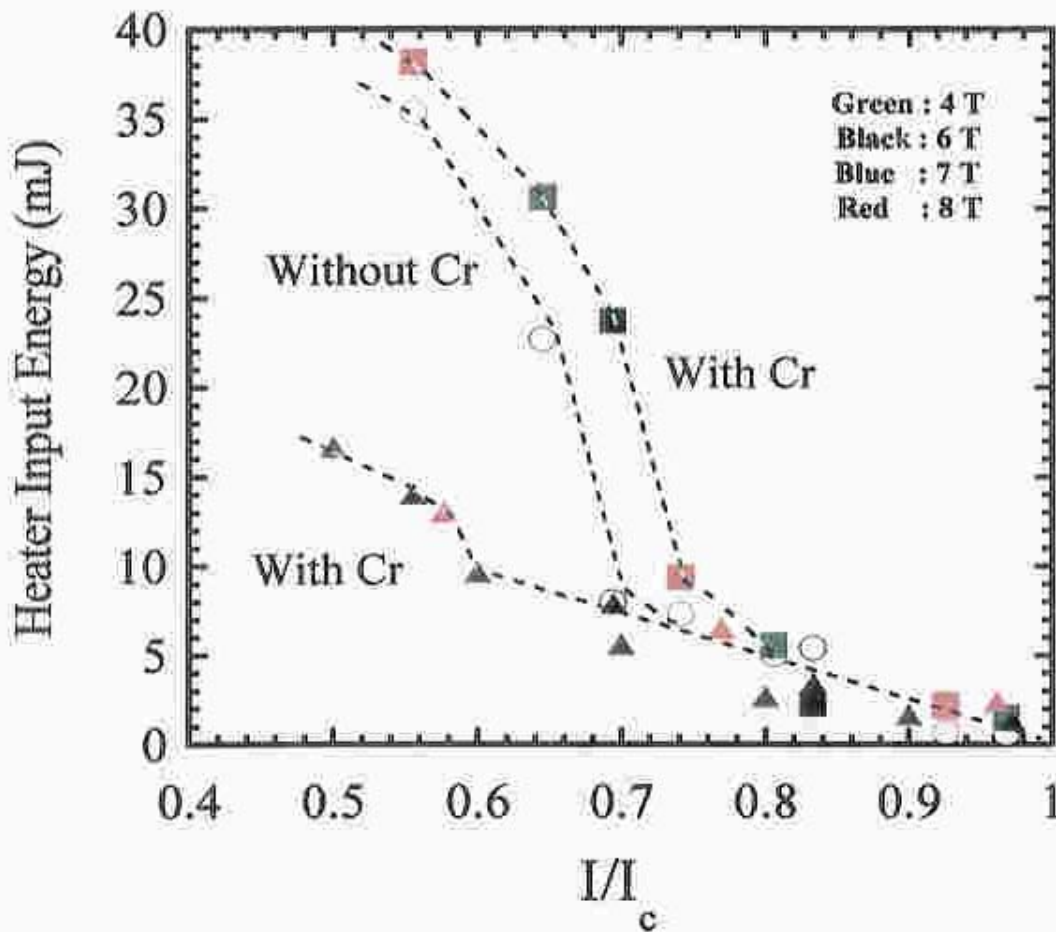 40
35
30
25
20
15
10
5
0
Heater Input Energy (mJ)
Green : 4 T
Black : 6 T
Blue : 7 T
Red : 8 T
Without Cr
With Cr
With Cr
0.4 0.5 0.6 0.7 0.8 0.9 1
I/Ic